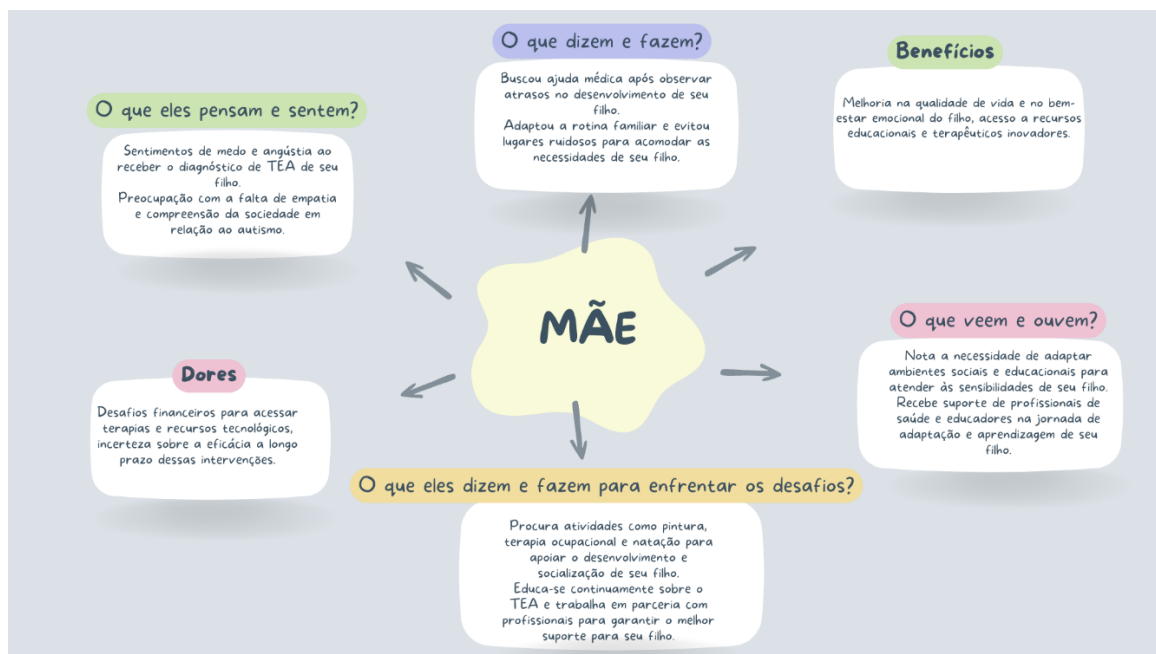 O que dizem e fazem?
Buscou ajuda médica após observar
atrasos no desenvolvimento de seu
filho.
Adaptou a rotina familiar e evitou
lugares ruidosos para acomodar as
necessidades de seu filho.
Benefícios
Melhoria na qualidade de vida e no bem-
estar emocional do filho, acesso a recursos
educacionais e terapêuticos inovadores.
O que eles pensam e sentem?
Sentimentos de medo e angústia ao
receber o diagnóstico de TEA de seu
filho.
Preocupação com a falta de empatia
e compreensão da sociedade em
relação ao autismo.
MÃE
O que veem e ouvem?
Nota a necessidade de adaptar
ambientes sociais e educacionais para
atender às sensibilidades de seu filho.
Recebe suporte de profissionais de
saúde e educadores na jornada de
adaptação e aprendizagem de seu
filho.
Dores
Desafios financeiros para acessar
terapias e recursos tecnológicos,
incerteza sobre a eficácia a longo
prazo dessas intervenções.
O que eles dizem e fazem para enfrentar os desafios?
Procura atividades como pintura,
terapia ocupacional e natação para
apoiar o desenvolvimento e
socialização de seu filho.
Educa-se continuamente sobre o
TEA e trabalha em parceria com
profissionais para garantir o melhor
suporte para seu filho.